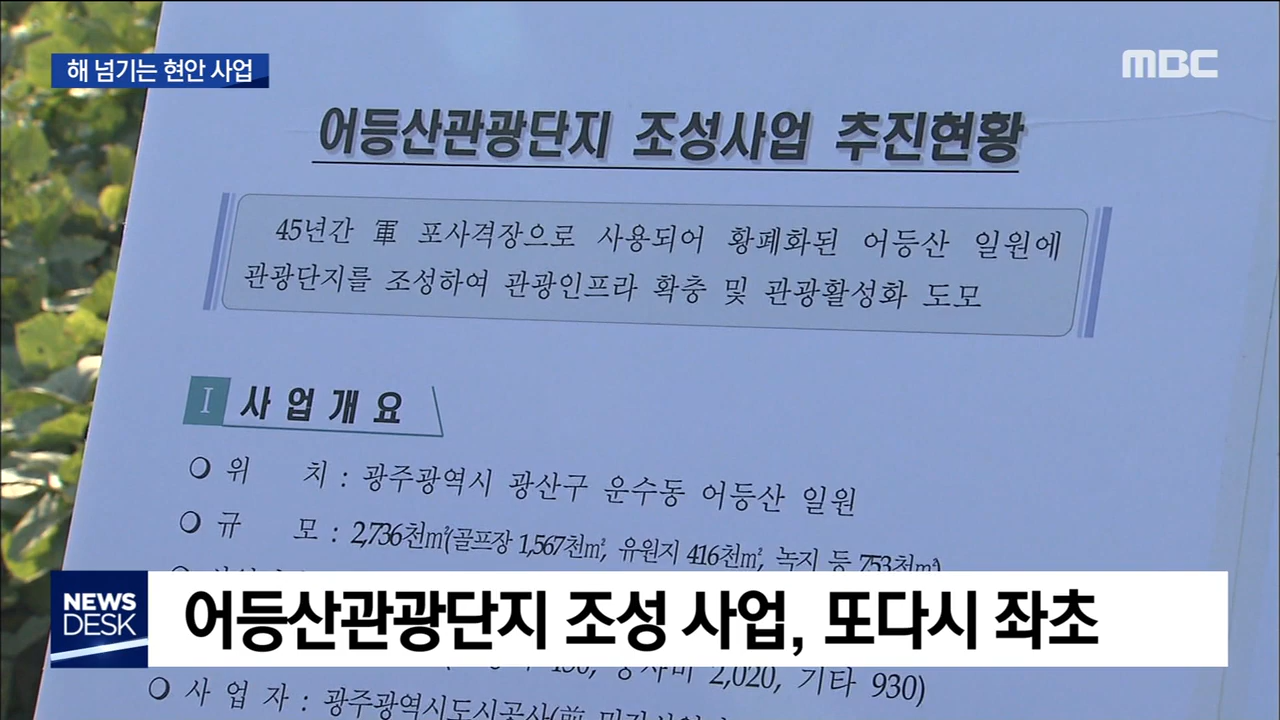 해 넘기는 현안 사업
MBC
어등산관광단지 조성사업 추진현황
45년간 軍 포사격장으로 사용되어 황폐화된 어등산 일원에
관광단지를 조성하여 관광인프라 확충 및 관광활성화 도모
I 사업개요
○ 위 치 : 광주광역시 광산구 운수동 어등산 일원
○ 규 모 : 2,736천㎡(골프장 1,567천㎡, 유원지 416천㎡, 녹지 등 753천㎡)
NEWS DESK
어등산관광단지 조성 사업, 또다시 좌초
2,020, 기타 930)
○ 사 업 자 : 광주광역시도시공사(前